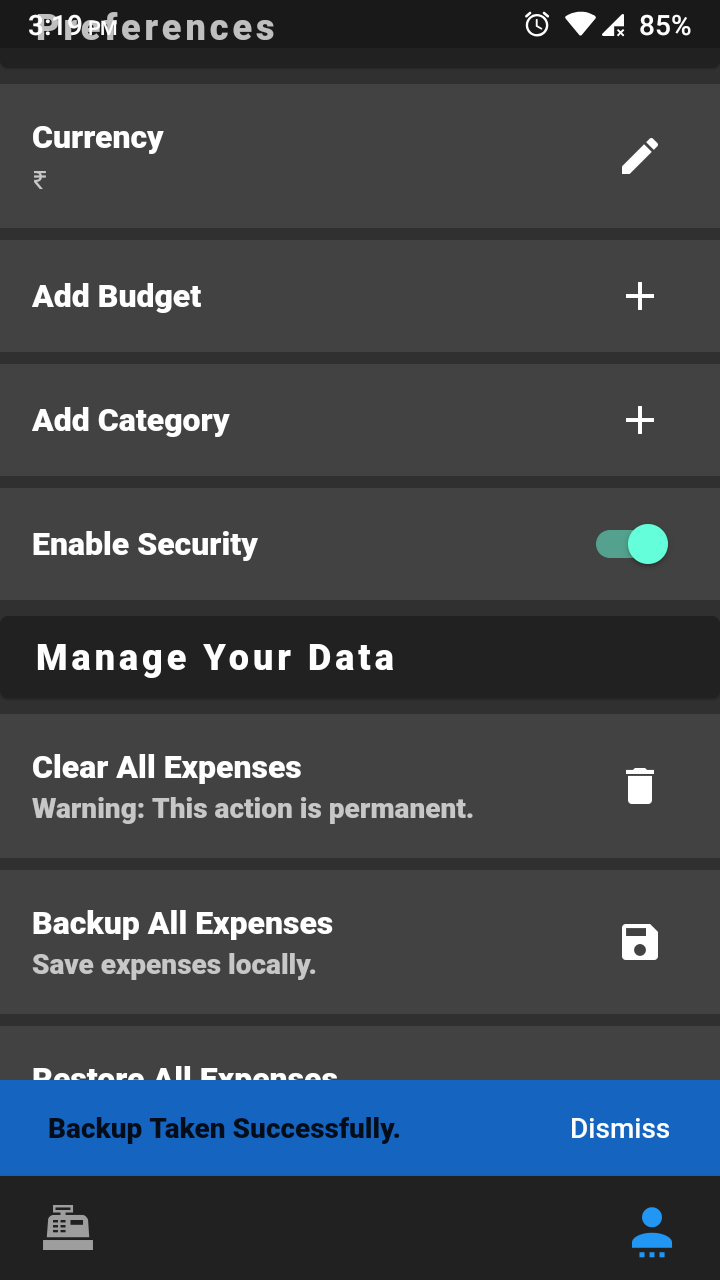 3:19 PM 85%
Preferences
Currency
₹
Add Budget
Add Category
Enable Security
Manage Your Data
Clear All Expenses
Warning: This action is permanent.
Backup All Expenses
Save expenses locally.
Restore All Expenses
Backup Taken Successfully. Dismiss